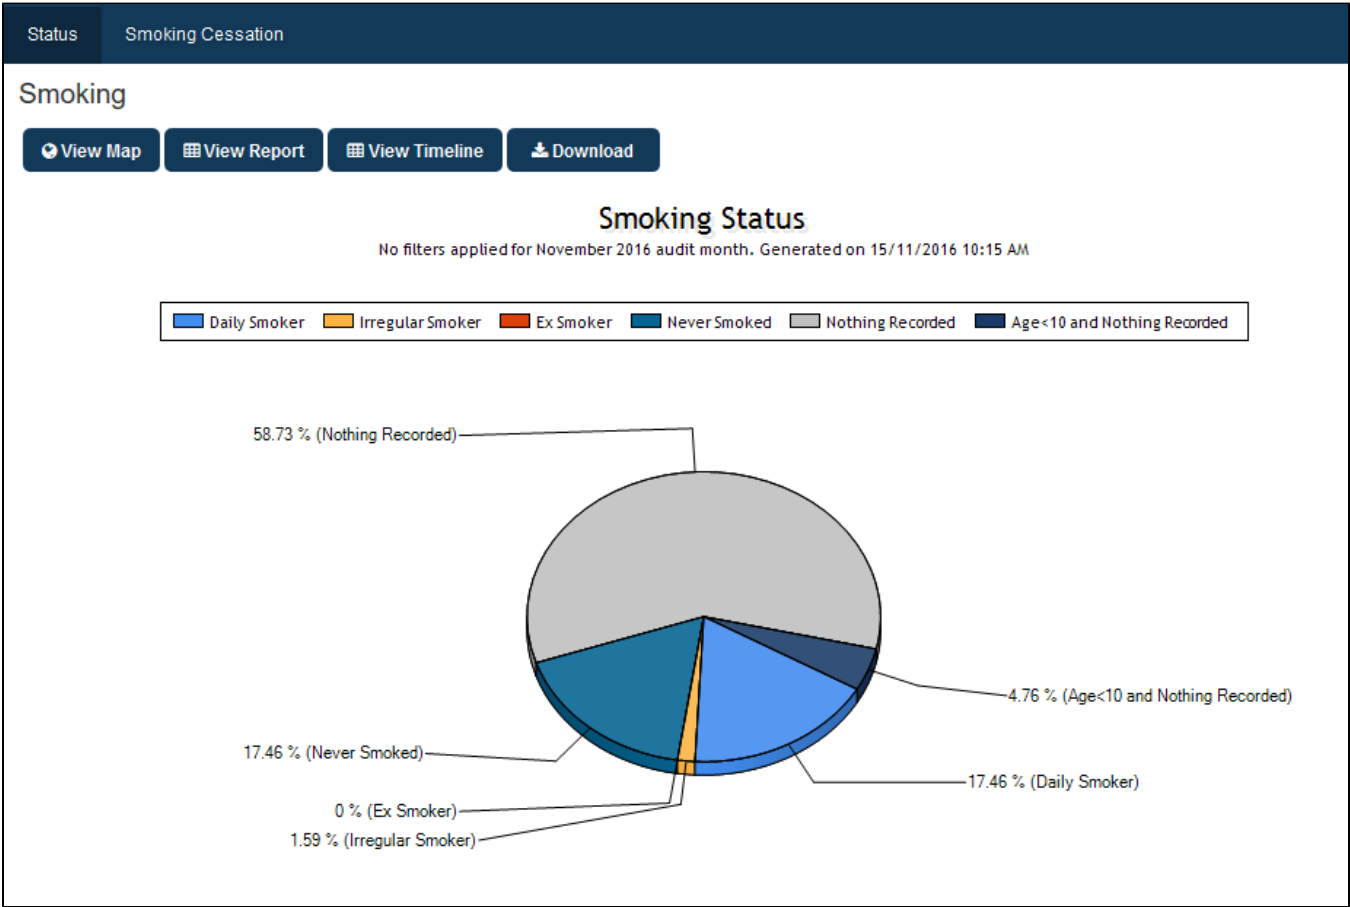 Status Smoking Cessation
Smoking
View Map View Report View Timeline Download
Smoking Status
No filters applied for November 2016 audit month. Generated on 15/11/2016 10:15 AM
Daily Smoker Irregular Smoker Ex Smoker Never Smoked Nothing Recorded Age<10 and Nothing Recorded
58.73 % (Nothing Recorded)
4.76 % (Age<10 and Nothing Recorded)
17.46 % (Never Smoked)
17.46 % (Daily Smoker)
0 % (Ex Smoker)
1.59 % (Irregular Smoker)